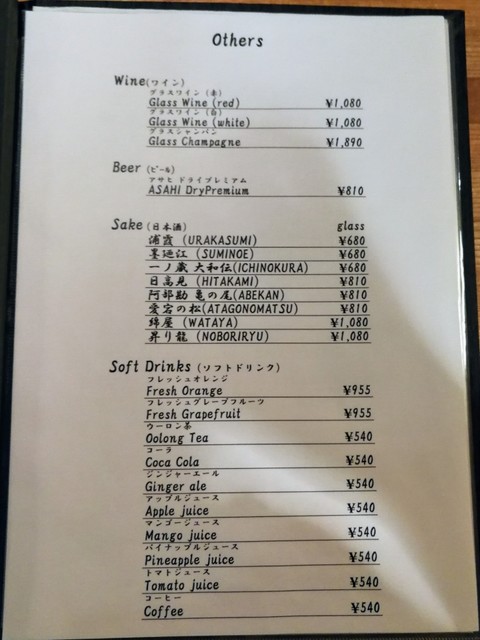 Others
Wine(ワイン)
グラスワイン (赤)
Glass Wine (red) ¥1,080
グラスワイン (白)
Glass Wine (white) ¥1,080
グラスシャンパン
Glass Champagne ¥1,890
Beer (ビール)
アサヒ ドライプレミアム
ASAHI DryPremium ¥810
Sake(日本酒) glass
浦霞 (URAKASUMI) ¥680
墨廼江 (SUMINOE) ¥680
一ノ蔵 大和伝(ICHINOKURA) ¥680
日高見 (HITAKAMI) ¥810
阿部勘 亀の尾(ABEKAN) ¥810
愛宕の松(ATAGONOMATSU) ¥810
綿屋 (WATAYA) ¥1,080
昇り龍 (NOBORIRYU) ¥1,080
Soft Drinks (ソフトドリンク)
フレッシュオレンジ
Fresh Orange ¥955
フレッシュグレープフルーツ
Fresh Grapefruit ¥955
ウーロン茶
Oolong Tea ¥540
コーラ
Coca Cola ¥540
ジンジャーエール
Ginger ale ¥540
アップルジュース
Apple juice ¥540
マンゴージュース
Mango juice ¥540
パイナップルジュース
Pineapple juice ¥540
トマトジュース
Tomato juice ¥540
コーヒー
Coffee ¥540